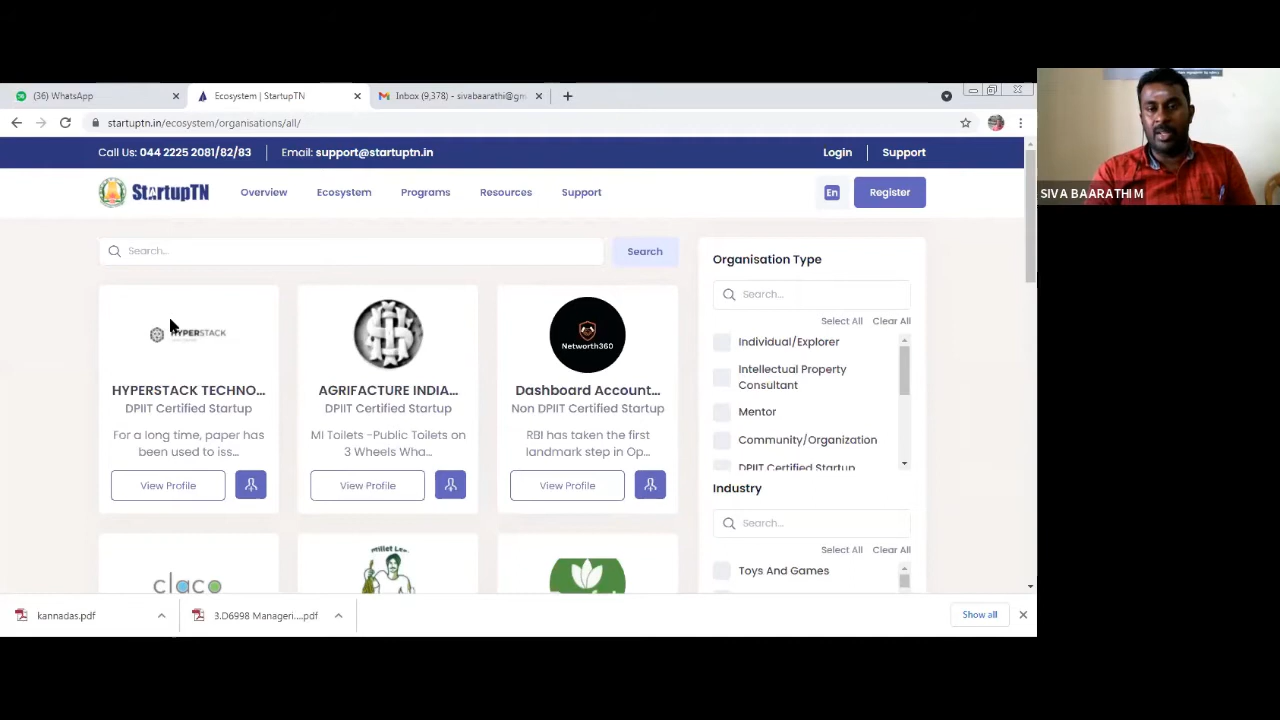 (36) WhatsApp
Ecosystem | StartupTN
Inbox (9,378) - sivabaarathi@gm
startuptn.in/ecosystem/organisations/all/
Call Us: 044 2225 2081/82/83
Email: support@startuptn.in
Login
Support
StartupTN
Overview
Ecosystem
Programs
Resources
Support
En
Register
Search...
Search
HYPERSTACK
HYPERSTACK TECHNO...
DPIIT Certified Startup
For a long time, paper has
been used to iss...
View Profile
AGRIFACTURE INDIA...
DPIIT Certified Startup
MI Toilets -Public Toilets on
3 Wheels Wha...
View Profile
Networth360
Dashboard Account...
Non DPIIT Certified Startup
RBI has taken the first
landmark step in Op...
View Profile
claco
millet
Organisation Type
Search...
Select All
Clear All
Individual/Explorer
Intellectual Property
Consultant
Mentor
Community/Organization
DPIIT Certified Startup
Industry
Search...
Select All
Clear All
Toys And Games
kannadas.pdf
3.D6998 Manageri....pdf
Show all
SIVA BAARATHI M